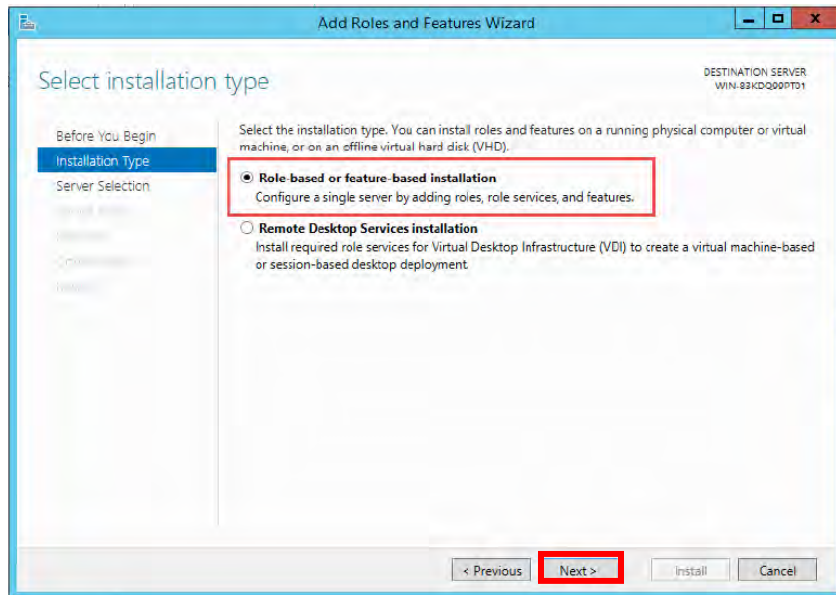 Add Roles and Features Wizard
Select installation type
DESTINATION SERVER
WIN-83KDQ00PT01
Before You Begin
Installation Type
Server Selection
Select the installation type. You can install roles and features on a running physical computer or virtual
machine, or on an offline virtual hard disk (VHD).
Role-based or feature-based installation
Configure a single server by adding roles, role services, and features.
Remote Desktop Services installation
Install required role services for Virtual Desktop Infrastructure (VDI) to create a virtual machine-based
or session-based desktop deployment.
< Previous
Next >
Install
Cancel